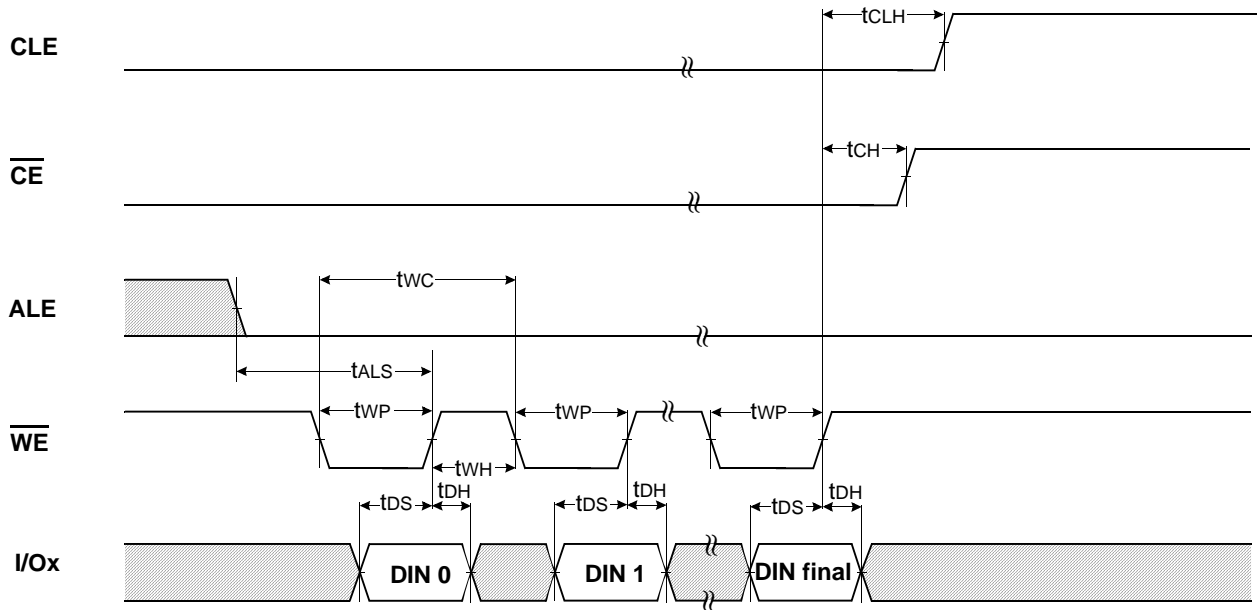 tCLH
CLE
tCH
CE
tWC
ALE
tALS
tWP
tWP
tWP
WE
tWH
tDH
tDH
tDH
tDS
tDS
tDS
I/Ox
DIN 0
DIN 1
DIN final